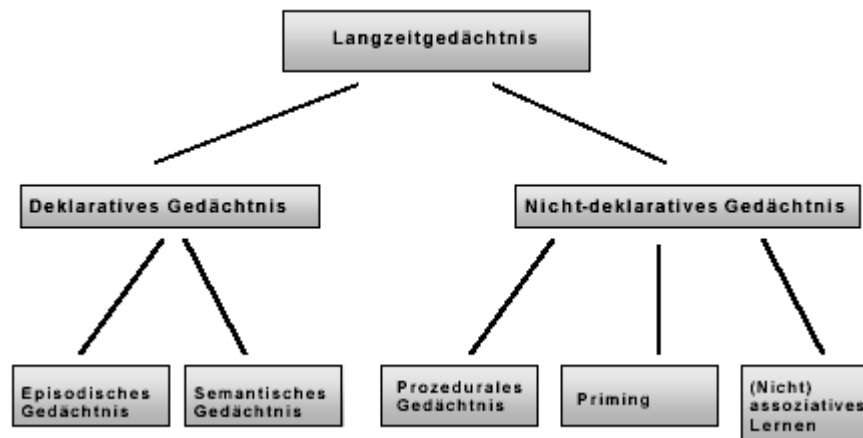 Langzeitgedächtnis
Deklaratives Gedächtnis
Nicht-deklaratives Gedächtnis
Episodisches
Gedächtnis
Semantisches
Gedächtnis
Prozedurales
Gedächtnis
Priming
(Nicht)
assoziatives
Lernen